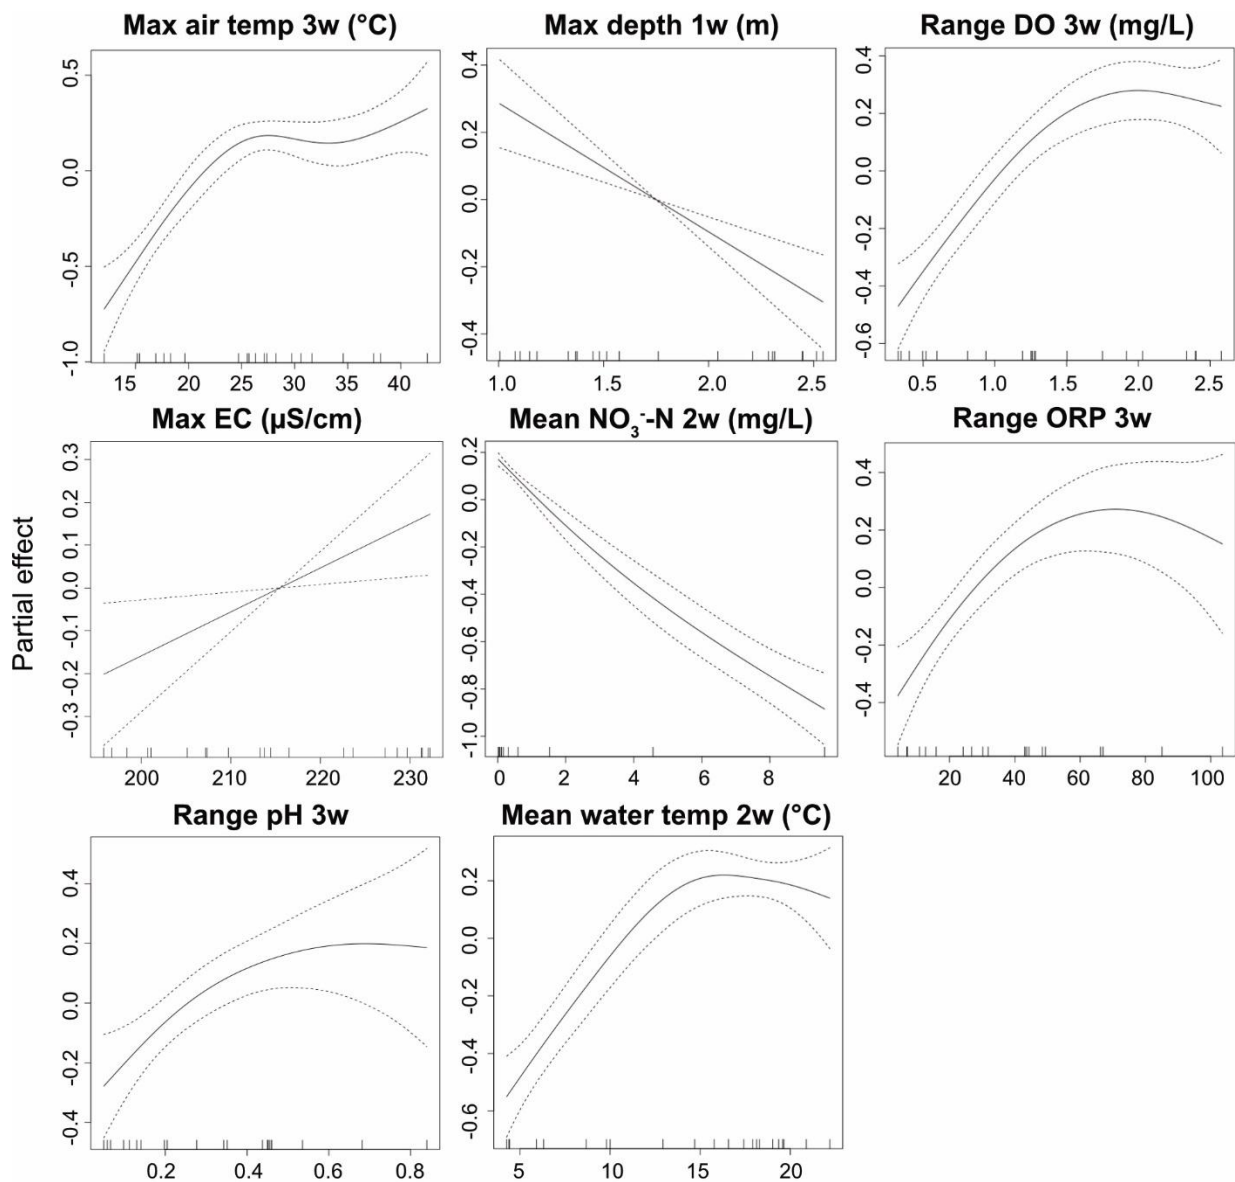 Max air temp 3w (°C)
Max depth 1w (m)
Range DO 3w (mg/L)
0.5
0.0
-0.5
-1.0
15 20 25 30 35 40
0.4
0.2
0.0
-0.2
-0.4
1.0 1.5 2.0 2.5
0.4
0.2
0.0
-0.2
-0.4
-0.6
0.5 1.0 1.5 2.0 2.5
Max EC (µS/cm)
Mean NO₃⁻-N 2w (mg/L)
Range ORP 3w
Partial effect
0.3
0.2
0.1
0.0
-0.1
-0.2
-0.3
200 210 220 230
0.2
0.0
-0.2
-0.4
-0.6
-0.8
-1.0
0 2 4 6 8
0.4
0.2
0.0
-0.2
-0.4
20 40 60 80 100
Range pH 3w
Mean water temp 2w (°C)
0.4
0.2
0.0
-0.2
-0.4
0.2 0.4 0.6 0.8
0.2
0.0
-0.2
-0.4
-0.6
5 10 15 20